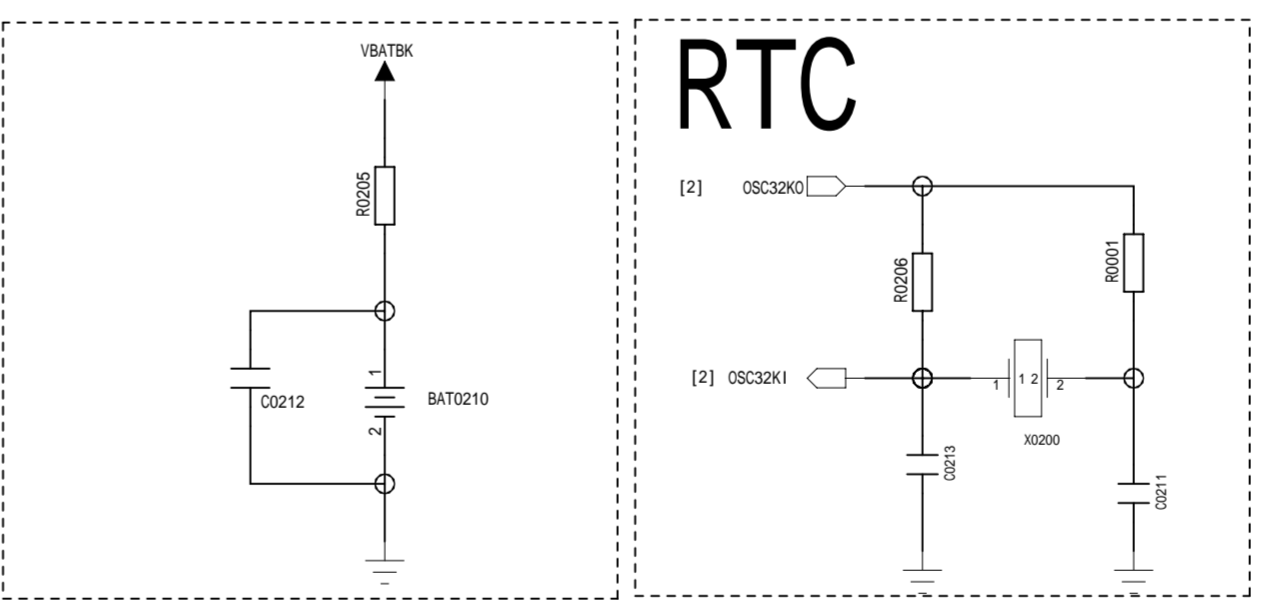 VBATBK
R0205
1
C0212
BAT0210
2
RTC
[2] OSC32KO
R0206
R0001
[2] OSC32KI
1 1 2 2
X0200
C0213
C0211